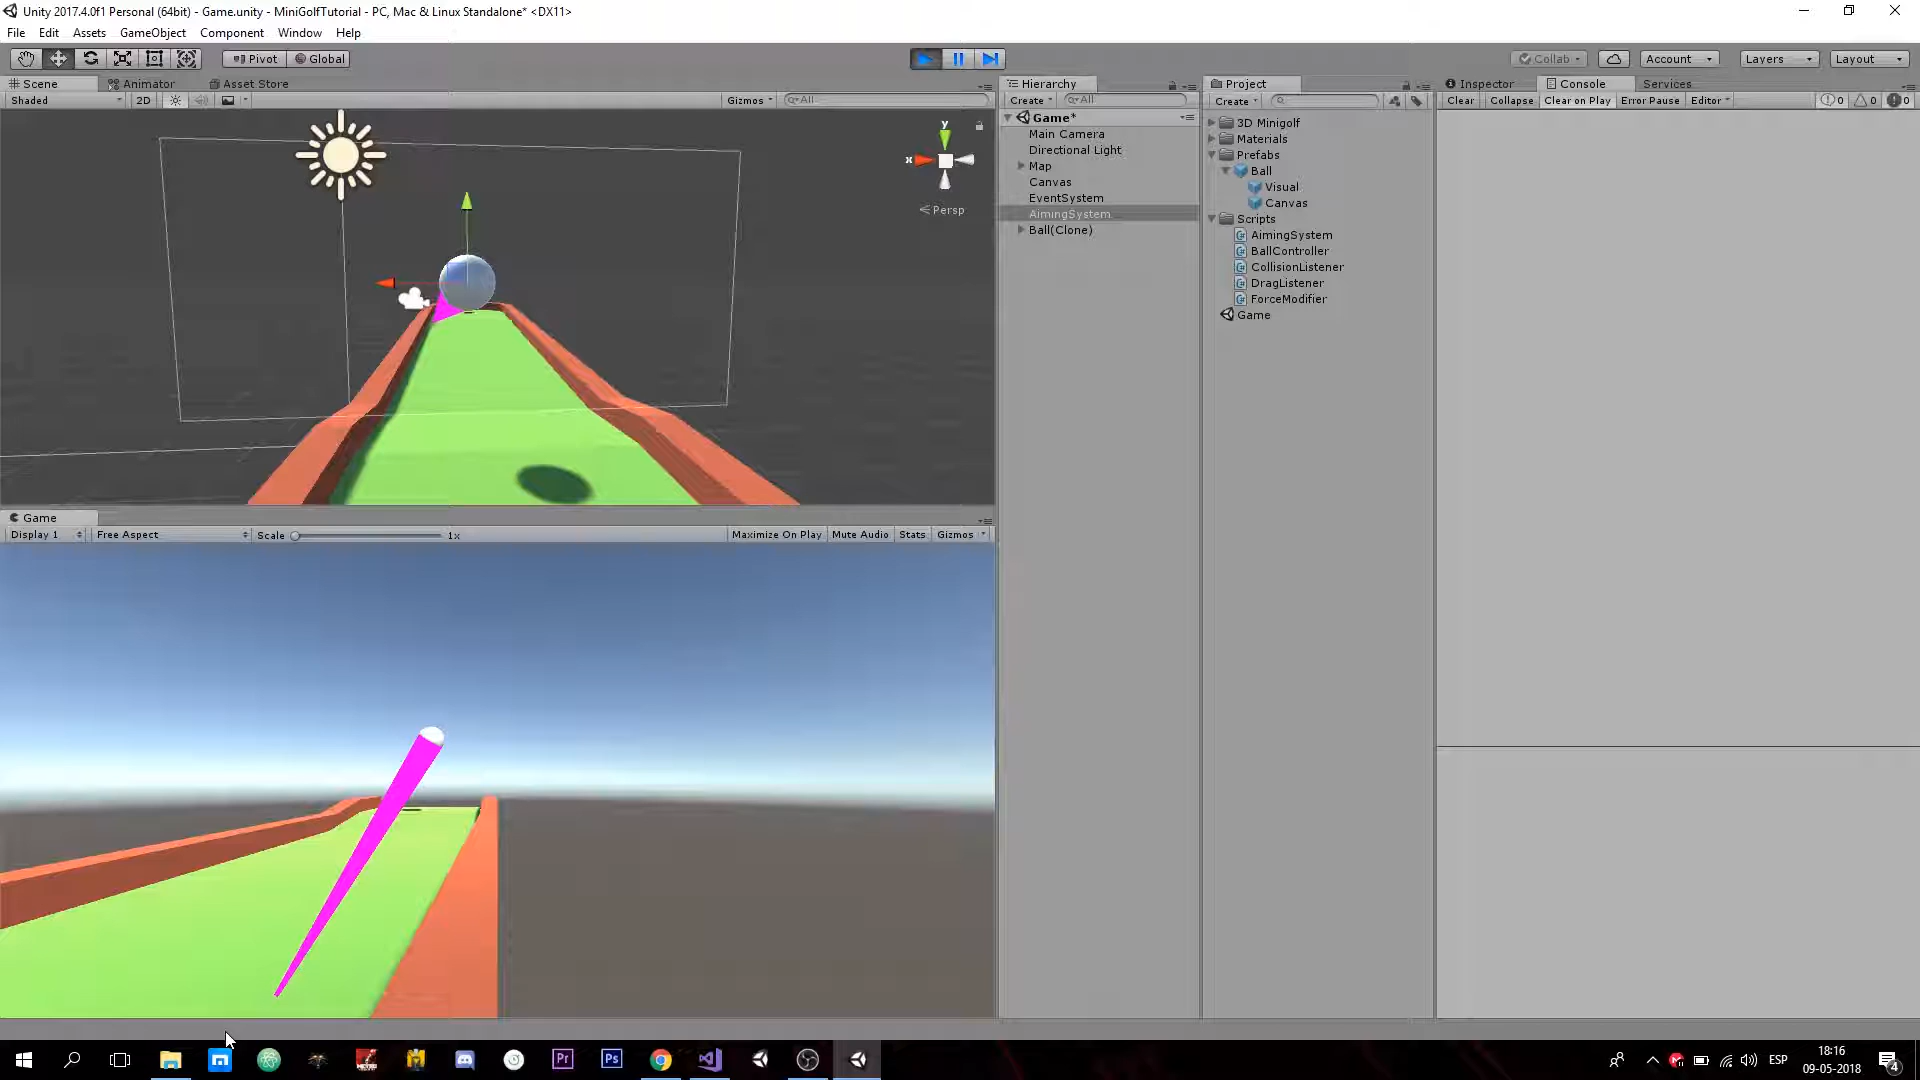 Unity 2017.4.0f1 Personal (64bit) - Game.unity - MiniGolfTutorial - PC, Mac & Linux Standalone* <DX11>
File Edit Assets GameObject Component Window Help
Pivot Global Collab Account Layers Layout
Scene Animator Asset Store
Shaded 2D Gizmos All
y
x
Persp
Game
Display 1 Free Aspect Scale 1x Maximize On Play Mute Audio Stats Gizmos
Hierarchy
Create All
Game*
Main Camera
Directional Light
Map
Canvas
EventSystem
AimingSystem
Ball(Clone)
Project
Create
3D Minigolf
Materials
Prefabs
Ball
Visual
Canvas
Scripts
AimingSystem
BallController
CollisionListener
DragListener
ForceModifier
Game
Inspector Console Services
Clear Collapse Clear on Play Error Pause Editor 0 0 0
Pr Ps ESP
18:16
09-05-2018
4